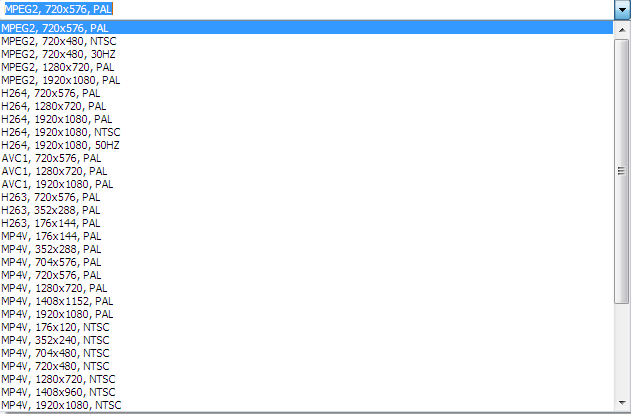 MPEG2, 720x576, PAL
MPEG2, 720x576, PAL
MPEG2, 720x480, NTSC
MPEG2, 720x480, 30HZ
MPEG2, 1280x720, PAL
MPEG2, 1920x1080, PAL
H264, 720x576, PAL
H264, 1280x720, PAL
H264, 1920x1080, PAL
H264, 1920x1080, NTSC
H264, 1920x1080, 50HZ
AVC1, 720x576, PAL
AVC1, 1280x720, PAL
AVC1, 1920x1080, PAL
H263, 720x576, PAL
H263, 352x288, PAL
H263, 176x144, PAL
MP4V, 176x144, PAL
MP4V, 352x288, PAL
MP4V, 704x576, PAL
MP4V, 720x576, PAL
MP4V, 1280x720, PAL
MP4V, 1408x1152, PAL
MP4V, 1920x1080, PAL
MP4V, 176x120, NTSC
MP4V, 352x240, NTSC
MP4V, 704x480, NTSC
MP4V, 720x480, NTSC
MP4V, 1280x720, NTSC
MP4V, 1408x960, NTSC
MP4V, 1920x1080, NTSC